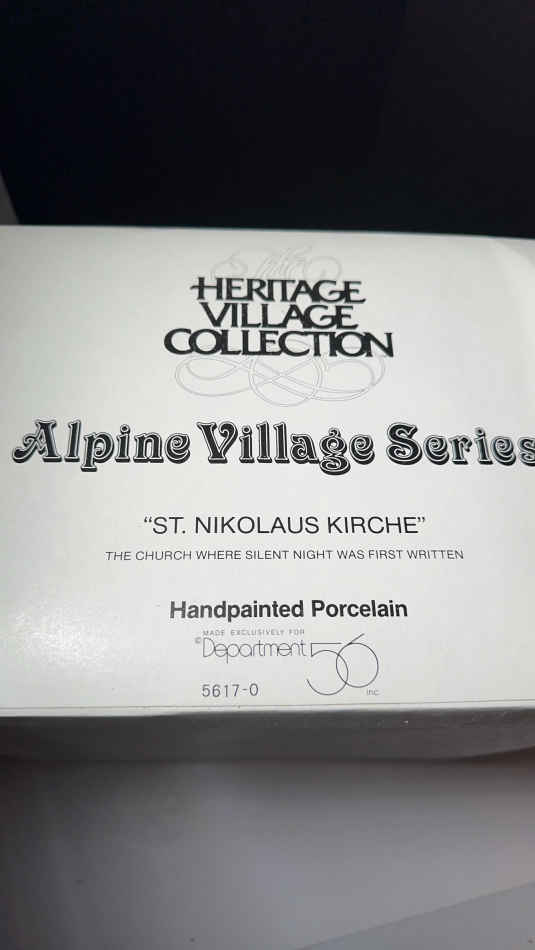 The
HERITAGE
VILLAGE
COLLECTION
Alpine Village Series
“ST. NIKOLAUS KIRCHE”
THE CHURCH WHERE SILENT NIGHT WAS FIRST WRITTEN
Handpainted Porcelain
MADE EXCLUSIVELY FOR
©Department 56 inc.
5617-0